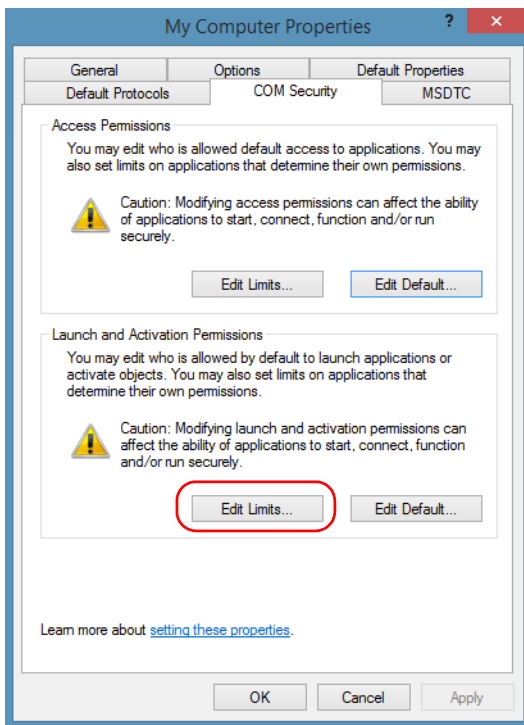 My Computer Properties ? ×
General Options Default Properties
Default Protocols COM Security MSDTC
Access Permissions
You may edit who is allowed default access to applications. You may
also set limits on applications that determine their own permissions.
Caution: Modifying access permissions can affect the ability
of applications to start, connect, function and/or run
securely.
Edit Limits... Edit Default...
Launch and Activation Permissions
You may edit who is allowed by default to launch applications or
activate objects. You may also set limits on applications that
determine their own permissions.
Caution: Modifying launch and activation permissions can
affect the ability of applications to start, connect, function
and/or run securely.
Edit Limits... Edit Default...
Learn more about setting these properties.
OK Cancel Apply